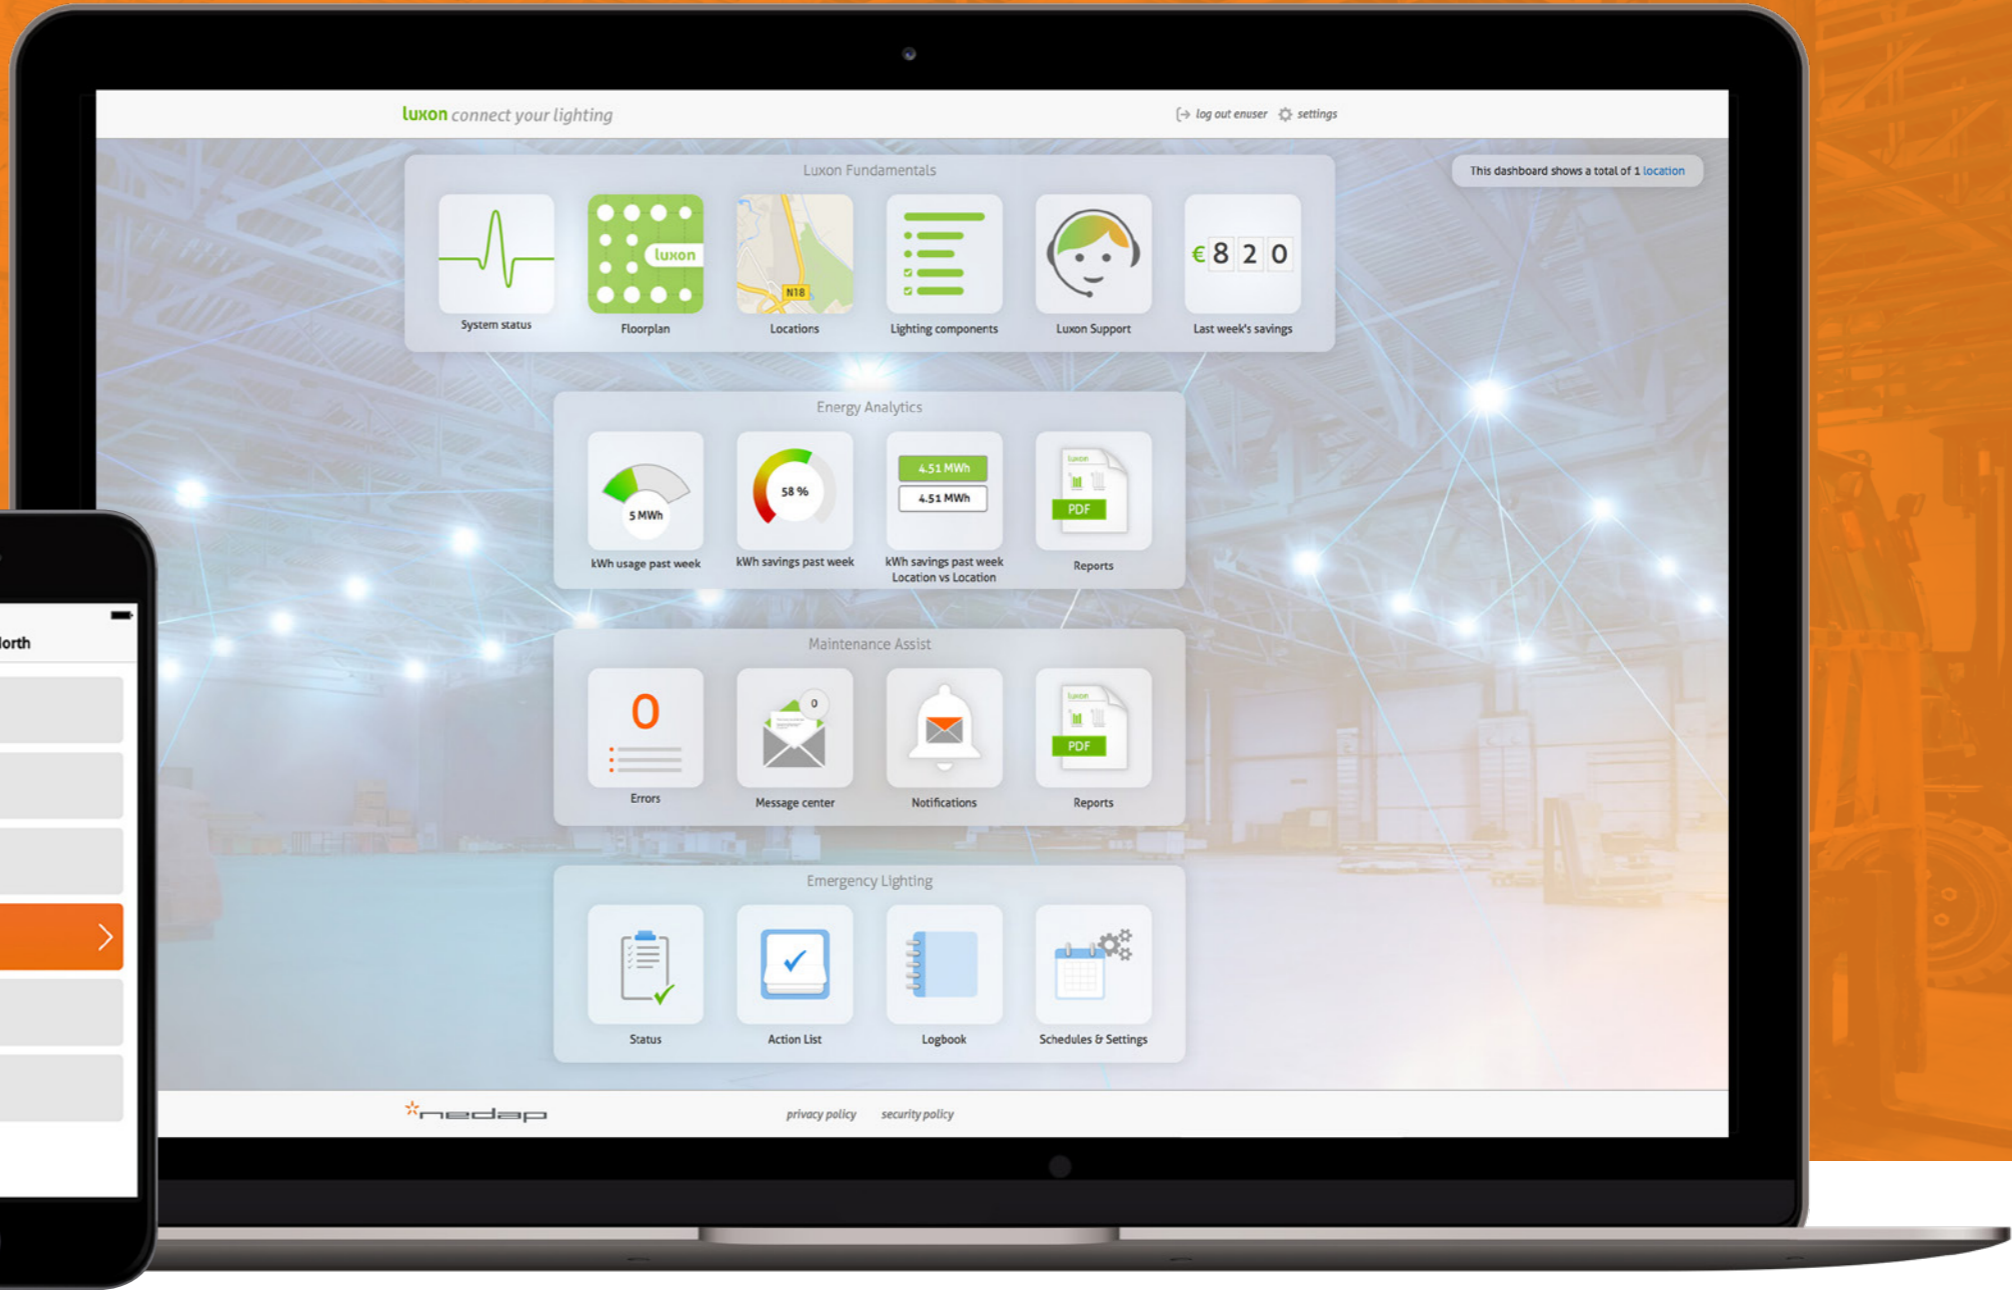 luxon connect your lighting
log out enuser settings
Luxon Fundamentals
This dashboard shows a total of 1 location
luxon
N18
€ 8 2 0
System status
Floorplan
Locations
Lighting components
Luxon Support
Last week's savings
Energy Analytics
5 MWh
58 %
4.51 MWh
4.51 MWh
luxon
PDF
kWh usage past week
kWh savings past week
kWh savings past week
Location vs Location
Reports
Maintenance Assist
0
0
luxon
PDF
Errors
Message center
Notifications
Reports
Emergency Lighting
Status
Action List
Logbook
Schedules & Settings
nedap
privacy policy security policy